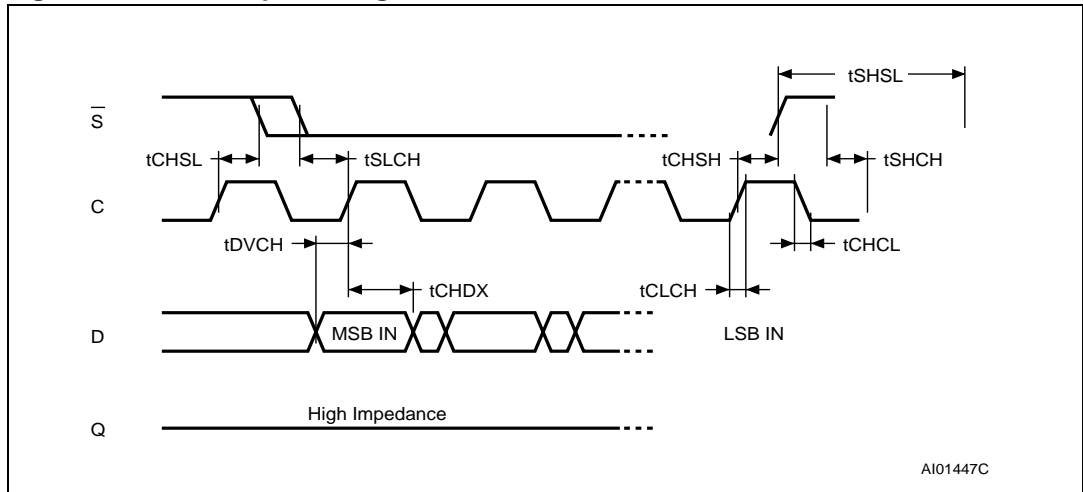 tSHSL
S
tCHSL
tSLCH
tCHSH
tSHCH
C
tDVCH
tCHCL
tCHDX
tCLCH
D
MSB IN
LSB IN
High Impedance
Q
AI01447C